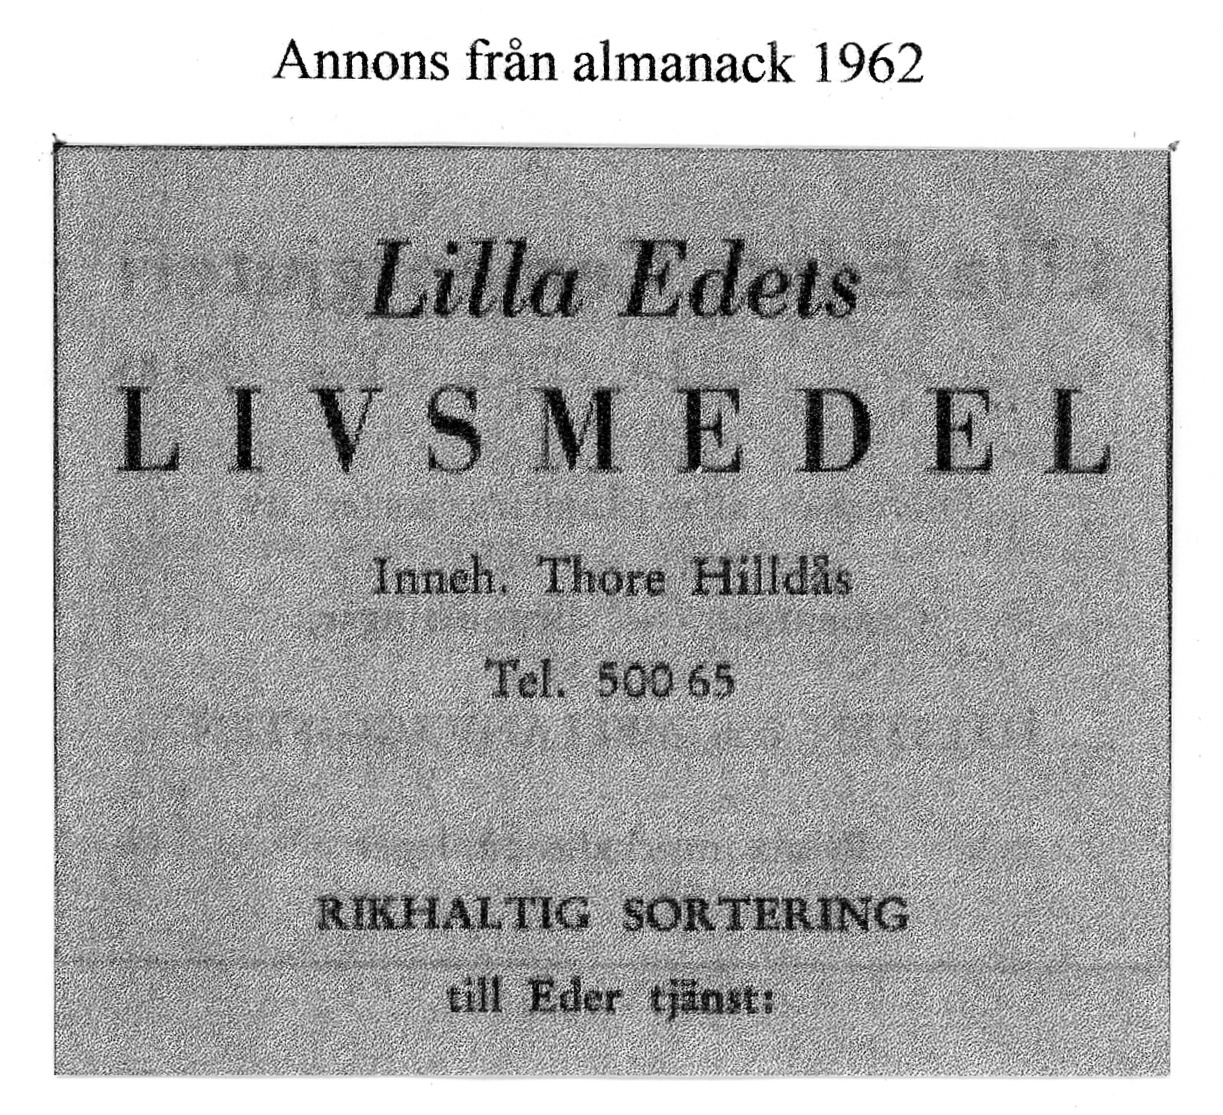 Annons från almanack 1962
Lilla Edets
LIVSMEDEL
Inneh. Thore Hilldås
Tel. 500 65
RIKHALTIG SORTERING
till Eder tjänst: